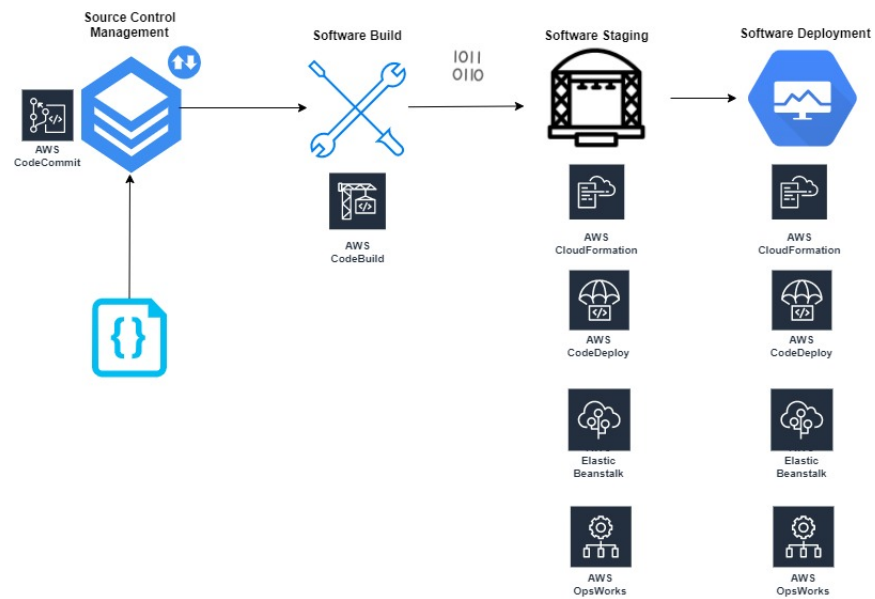 Source Control
Management
Software Build
1011
0110
Software Staging
Software Deployment
AWS
CodeCommit
AWS
CodeBuild
AWS
CloudFormation
AWS
CloudFormation
AWS
CodeDeploy
AWS
CodeDeploy
Elastic
Beanstalk
Elastic
Beanstalk
AWS
OpsWorks
AWS
OpsWorks